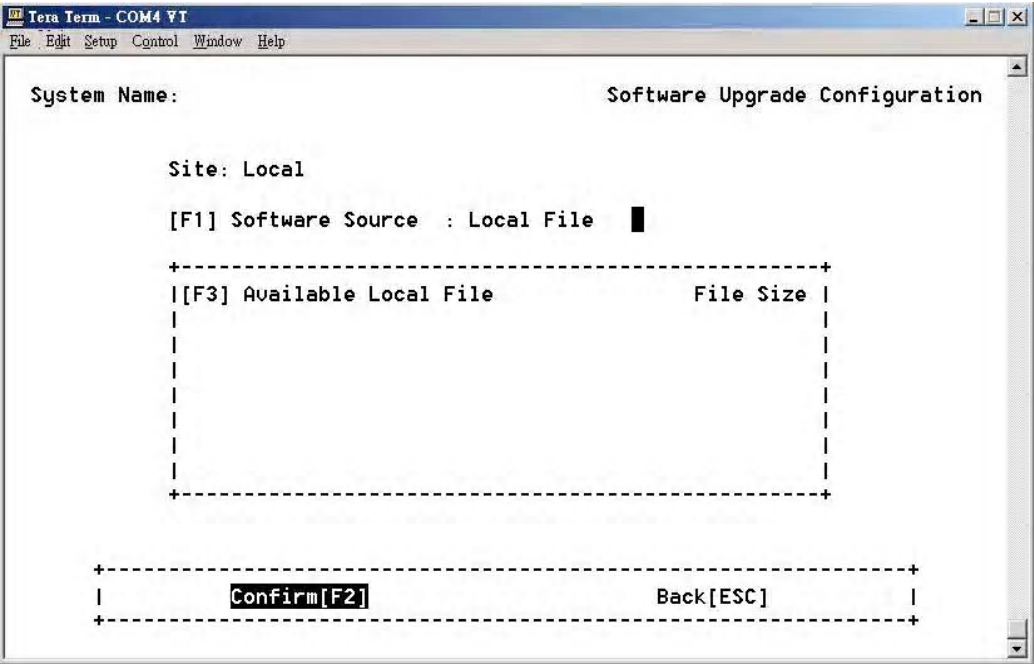 Tera Term - COM4 VT
File Edit Setup Control Window Help
System Name: Software Upgrade Configuration
Site: Local
[F1] Software Source : Local File
[F3] Available Local File File Size
Confirm[F2] Back[ESC]